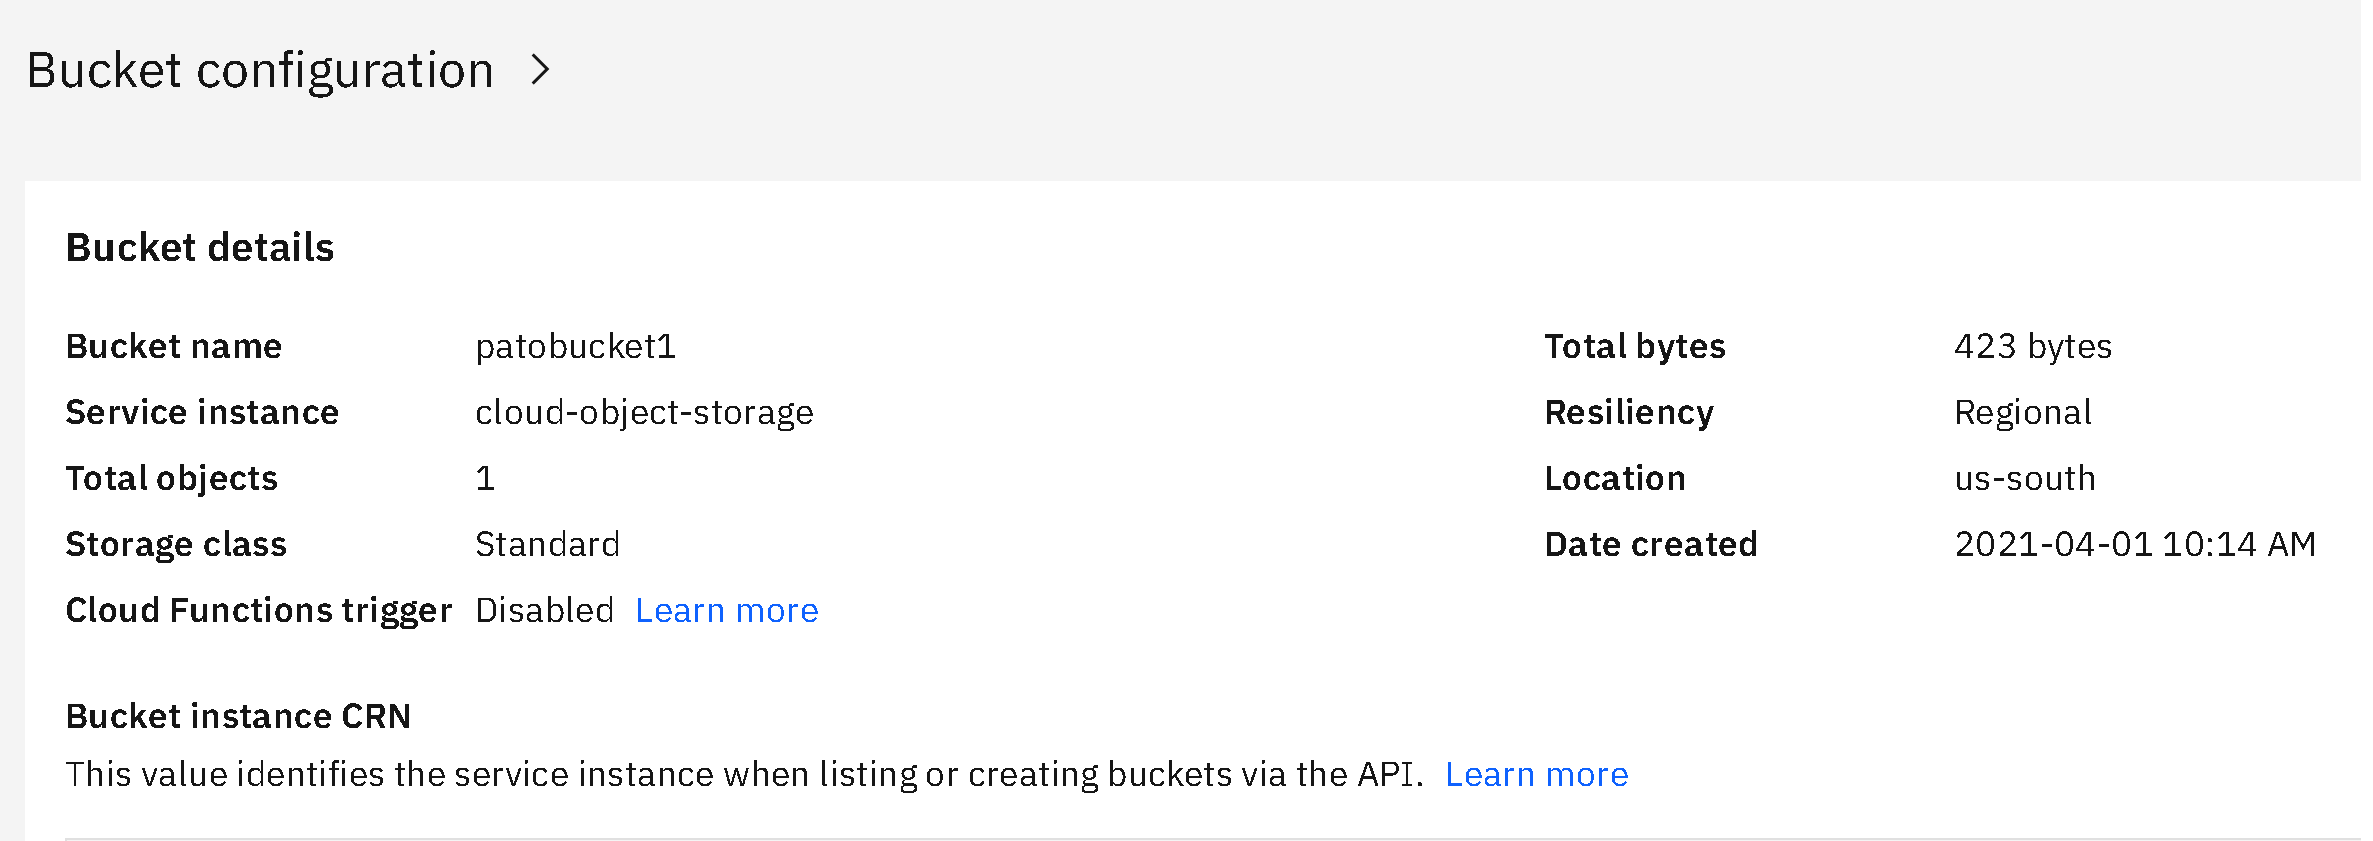 Bucket configuration
Bucket details
Bucket name patobucket1 Total bytes 423 bytes
Service instance cloud-object-storage Resiliency Regional
Total objects 1 Location us-south
Storage class Standard Date created 2021-04-01 10:14 AM
Cloud Functions trigger Disabled Learn more
Bucket instance CRN
This value identifies the service instance when listing or creating buckets via the API. Learn more